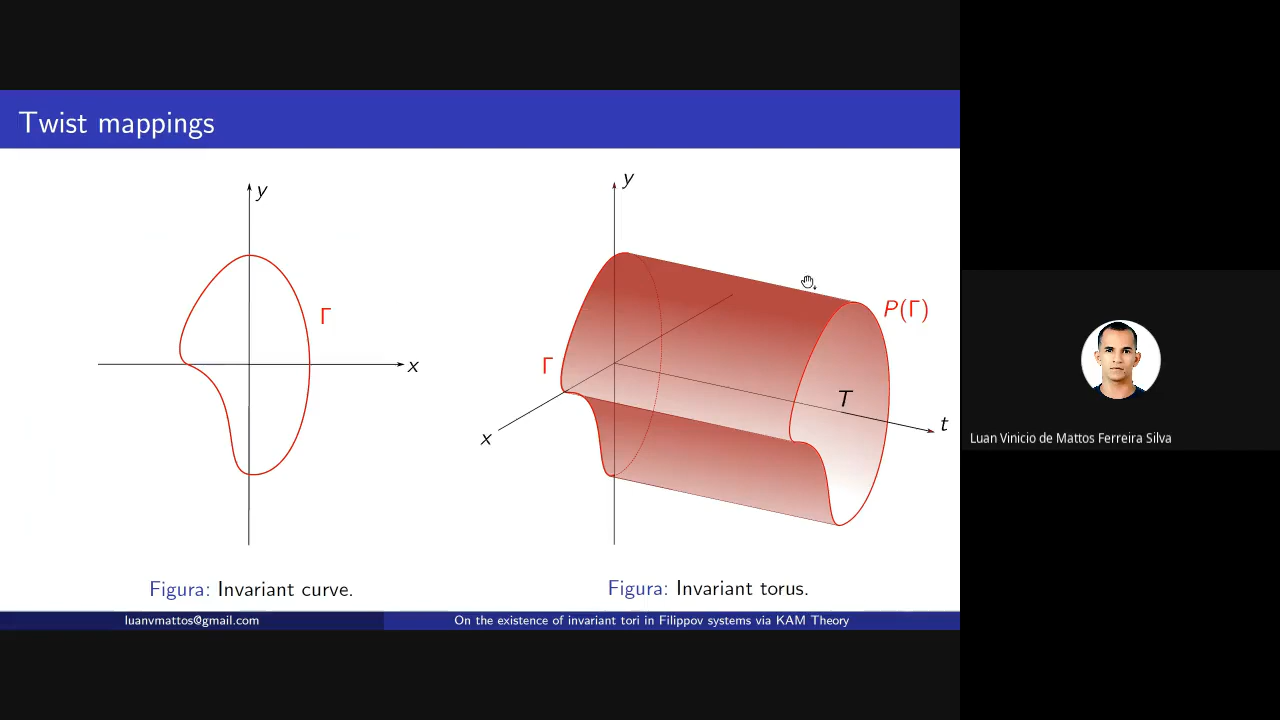 Twist mappings
y
Γ
x
Figura: Invariant curve.
y
P(Γ)
Γ
T
t
x
Figura: Invariant torus.
luanvmattos@gmail.com
On the existence of invariant tori in Filippov systems via KAM Theory
Luan Vinicio de Mattos Ferreira Silva